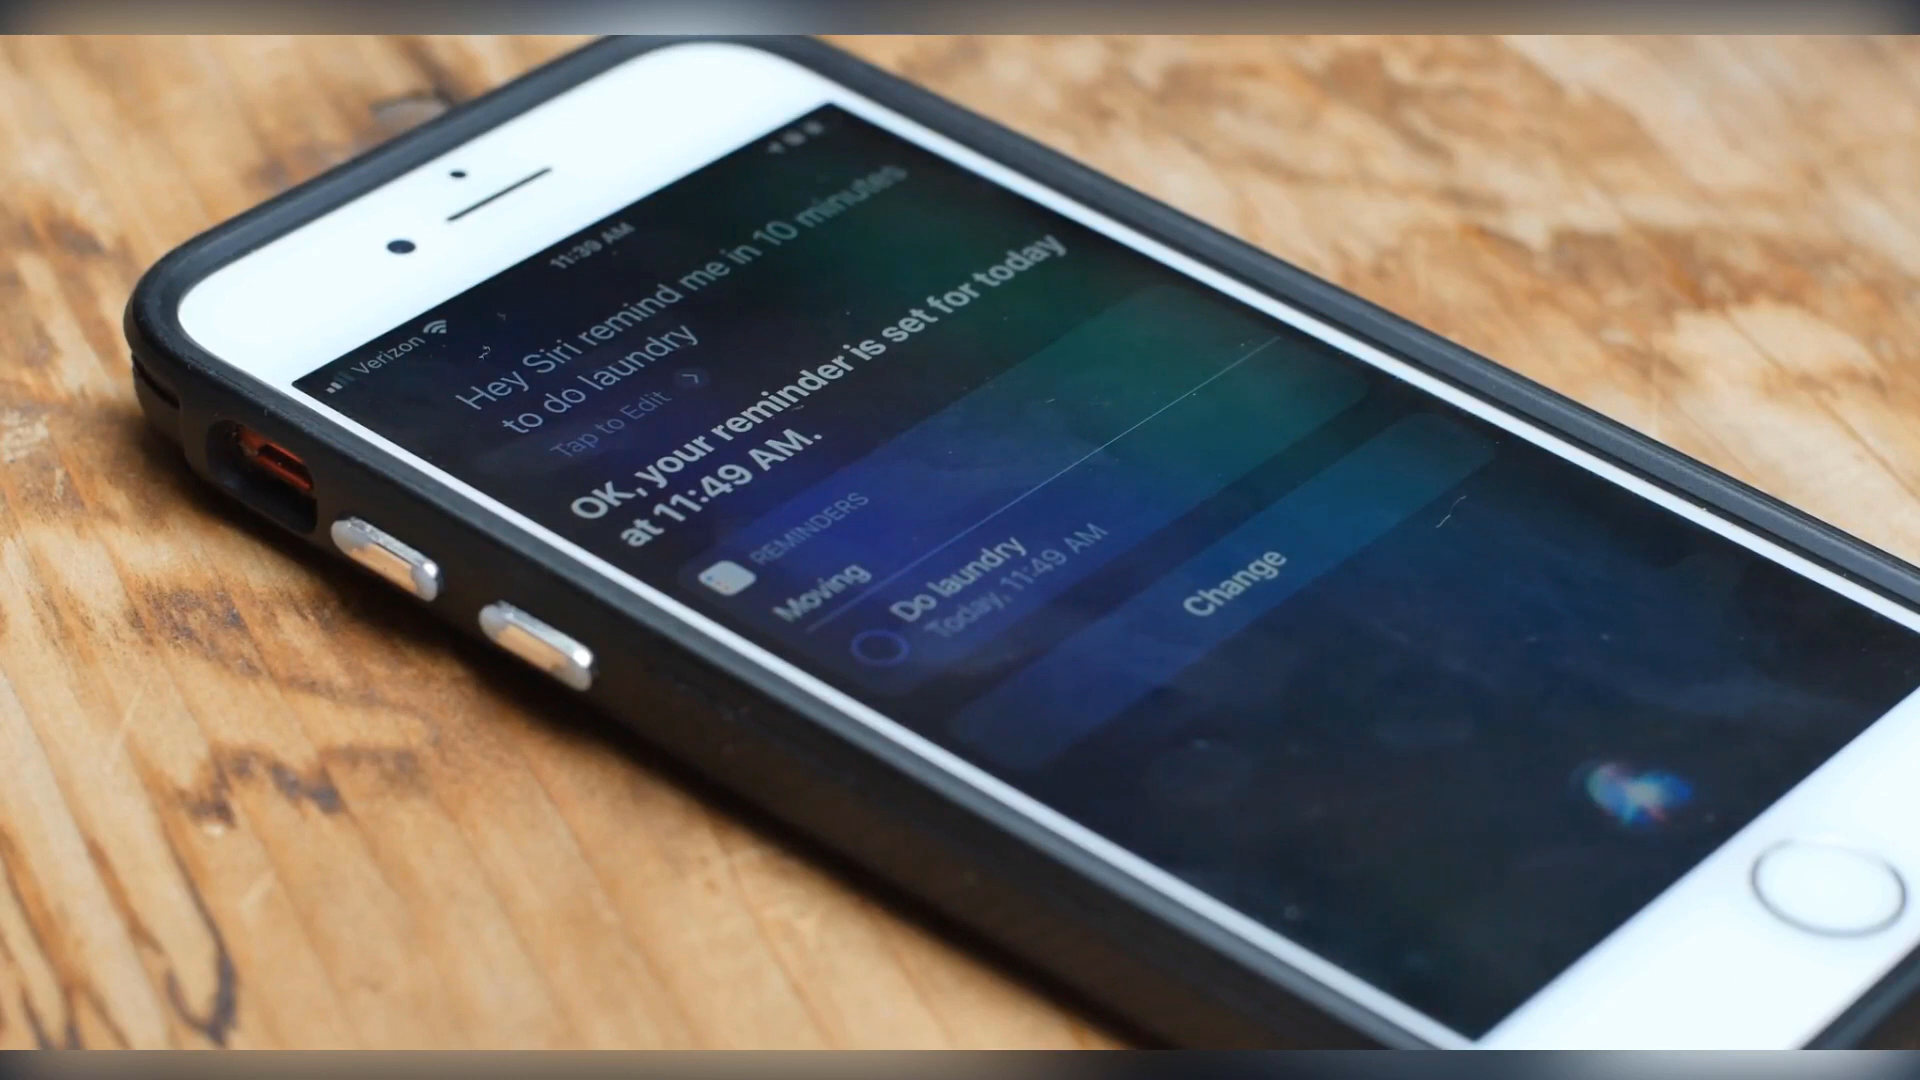 Verizon 11:39 AM
Hey Siri remind me in 10 minutes
to do laundry
Tap to Edit
OK, your reminder is set for today
at 11:49 AM.
REMINDERS
Moving
Do laundry
Today, 11:49 AM
Change